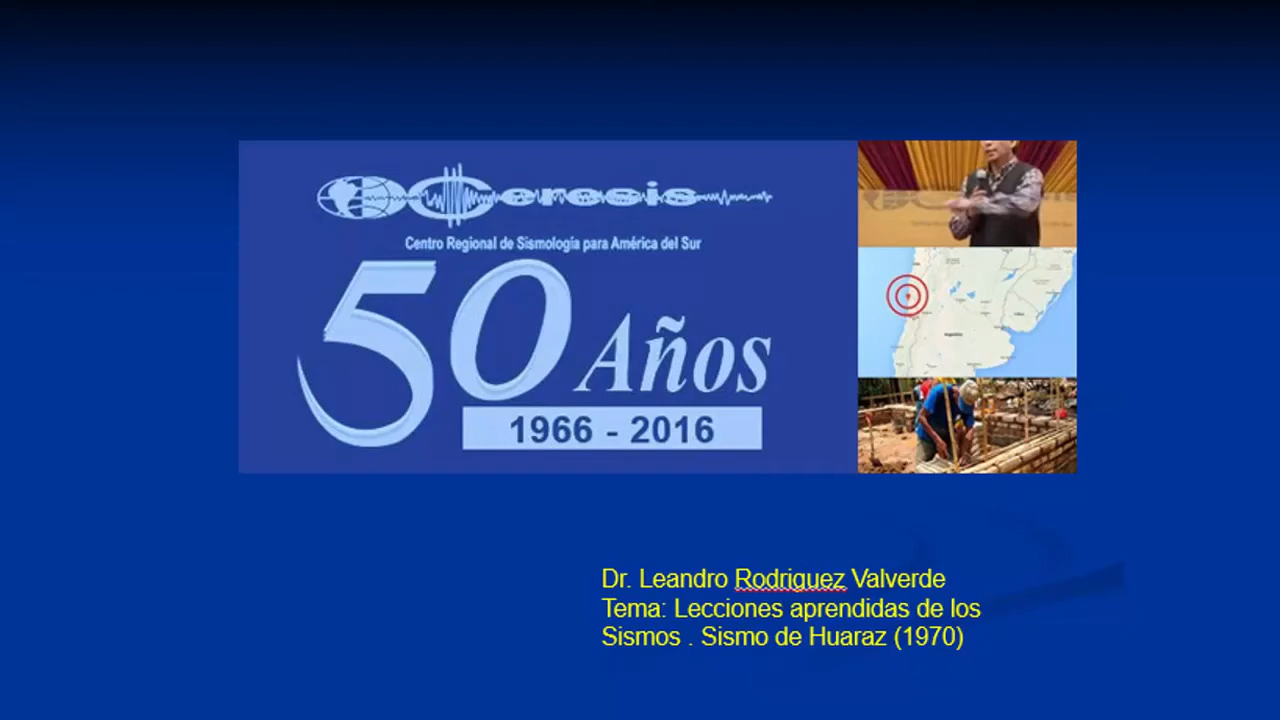 Ceresis
Centro Regional de Sismología para América del Sur
50 Años
1966 - 2016
Dr. Leandro Rodriguez Valverde
Tema: Lecciones aprendidas de los
Sismos . Sismo de Huaraz (1970)